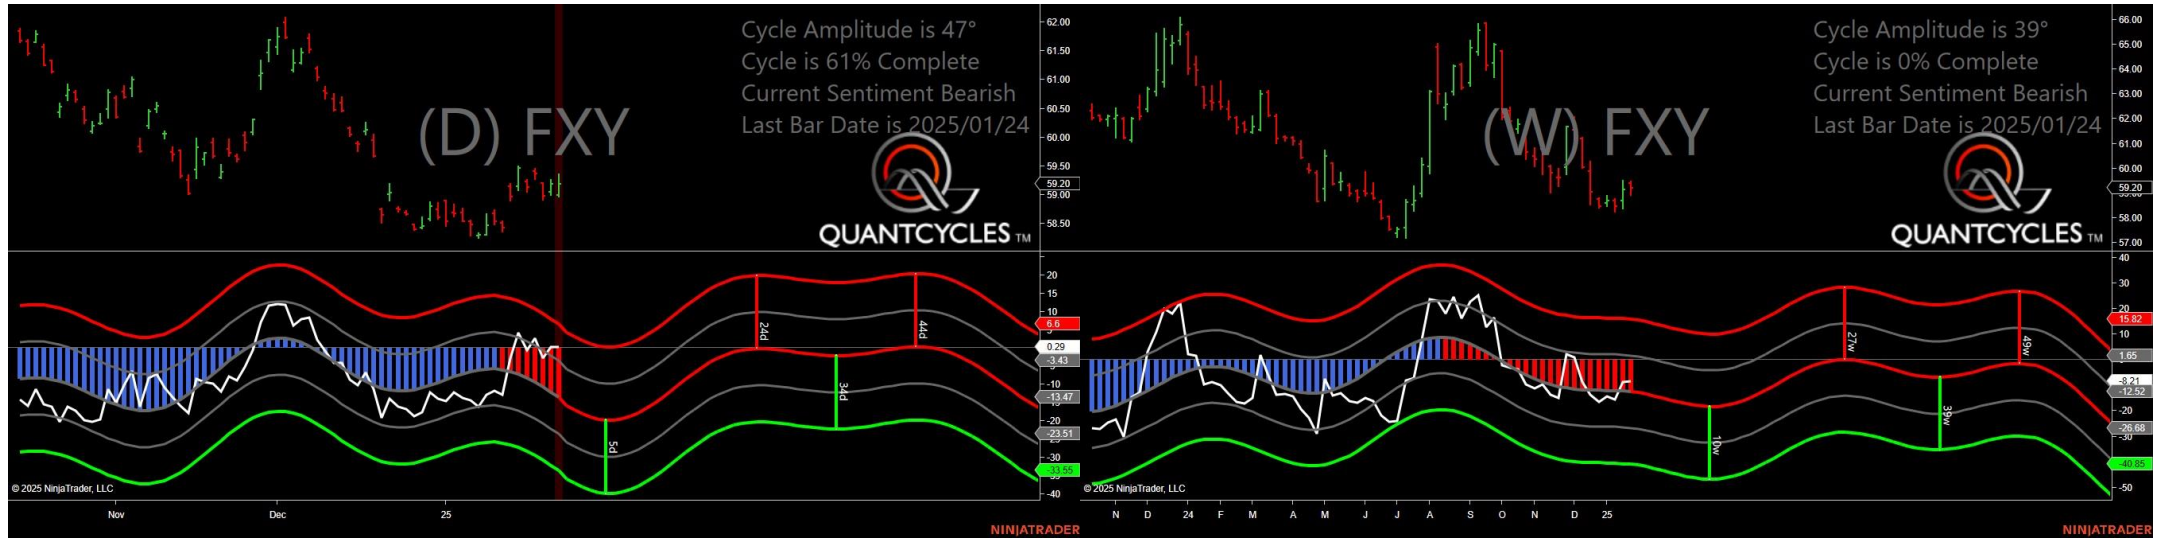 Cycle Amplitude is 47°
Cycle is 61% Complete
Current Sentiment Bearish
Last Bar Date is 2025/01/24
(D) FXY
QUANTCYCLES TM
62.00
61.50
61.00
60.50
60.00
59.50
59.20
59.00
58.50
20
15
10
6.6
0.29
-3.43
-10
-13.47
-20
-23.51
-30
-33.55
-40
24d
44d
34d
5d
© 2025 NinjaTrader, LLC
Nov Dec 25
NINJATRADER
Cycle Amplitude is 39°
Cycle is 0% Complete
Current Sentiment Bearish
Last Bar Date is 2025/01/24
(W) FXY
QUANTCYCLES TM
66.00
65.00
64.00
63.00
62.00
61.00
60.00
59.20
58.00
57.00
40
30
20
15.82
10
1.65
-8.21
-12.52
-20
-26.68
-30
-40.85
-50
27w
49w
39w
10w
© 2025 NinjaTrader, LLC
N D 24 F M A M J J A S O N D 25
NINJATRADER